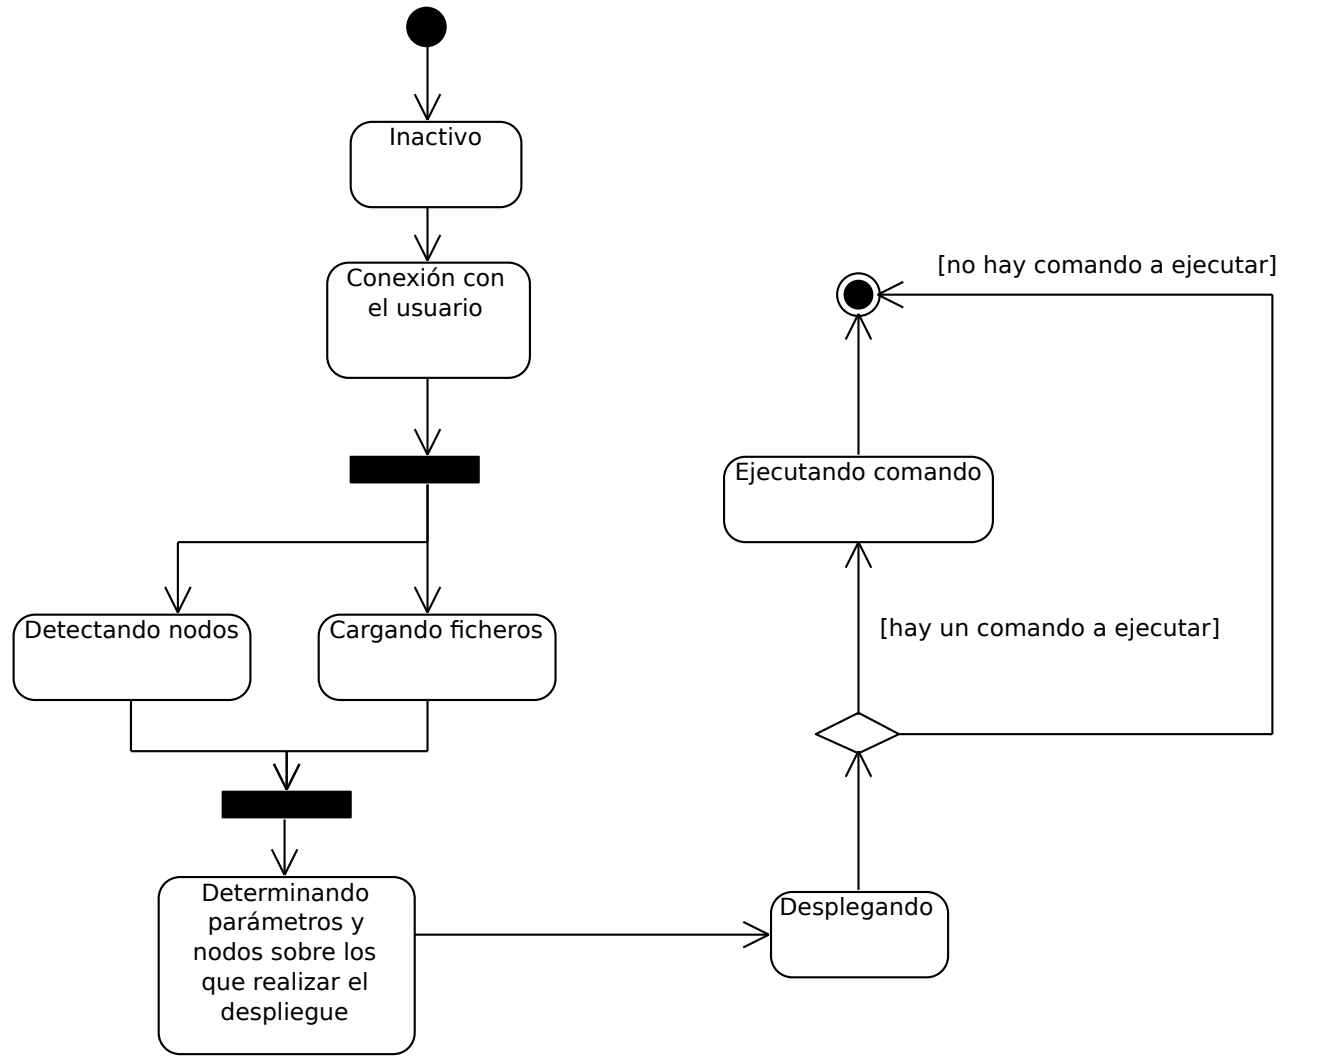 Inactivo
Conexión con
el usuario
Detectando nodos
Cargando ficheros
Determinando
parámetros y
nodos sobre los
que realizar el
despliegue
Desplegando
[hay un comando a ejecutar]
Ejecutando comando
[no hay comando a ejecutar]